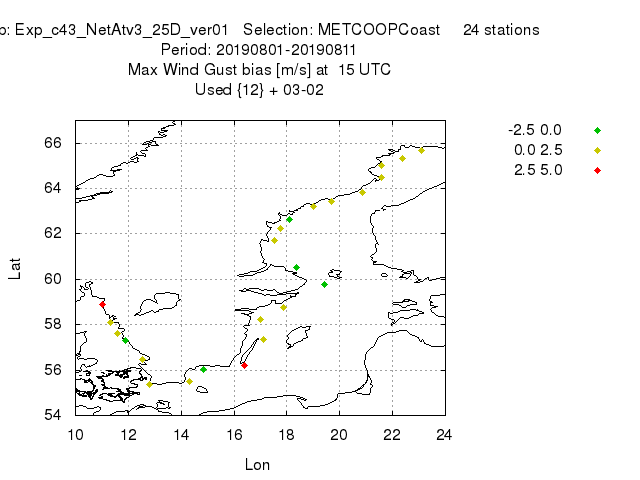 p: Exp_c43_NetAtv3_25D_ver01 Selection: METCOOPCoast 24 stations
Period: 20190801-20190811
Max Wind Gust bias [m/s] at 15 UTC
Used {12} + 03-02
-2.5 0.0
0.0 2.5
2.5 5.0
66
64
62
60
58
56
54
Lat
10 12 14 16 18 20 22 24
Lon